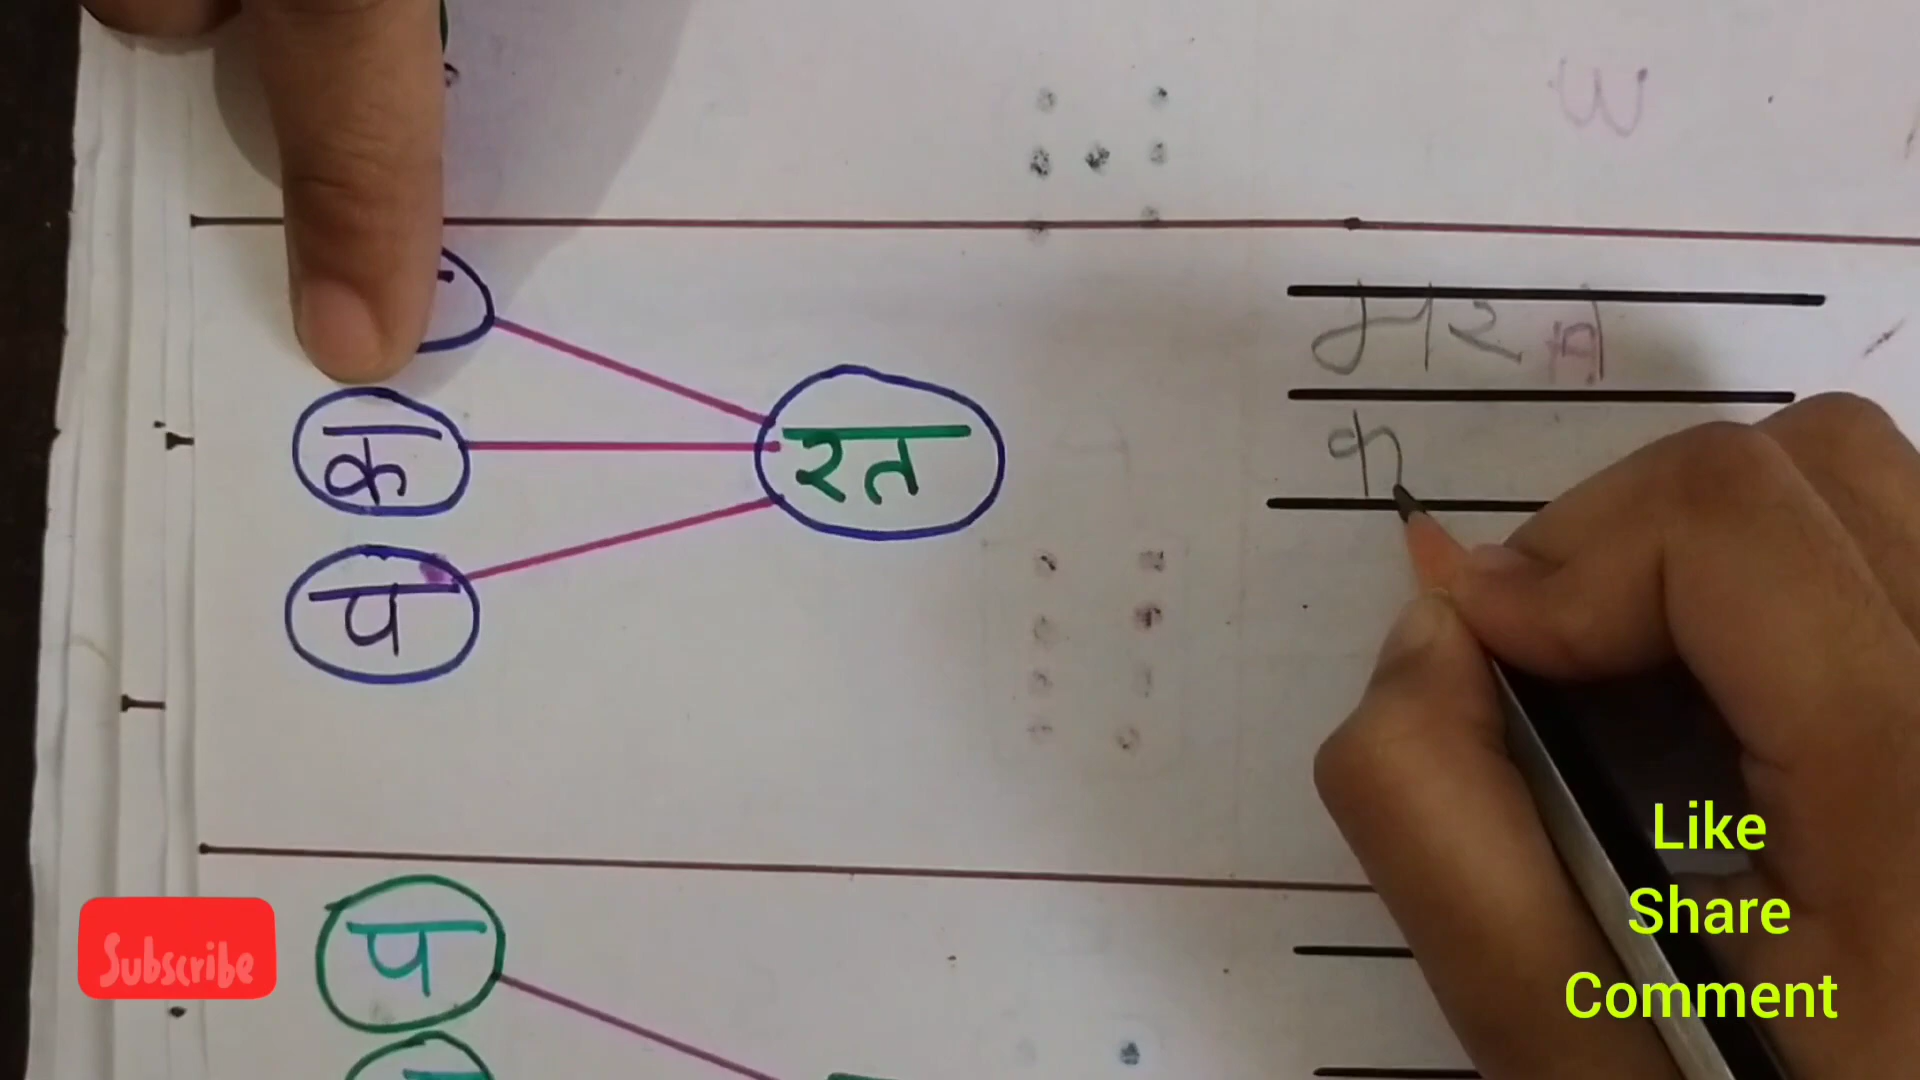 क
रत
प
भरत
क
प
Subscribe
Like
Share
Comment